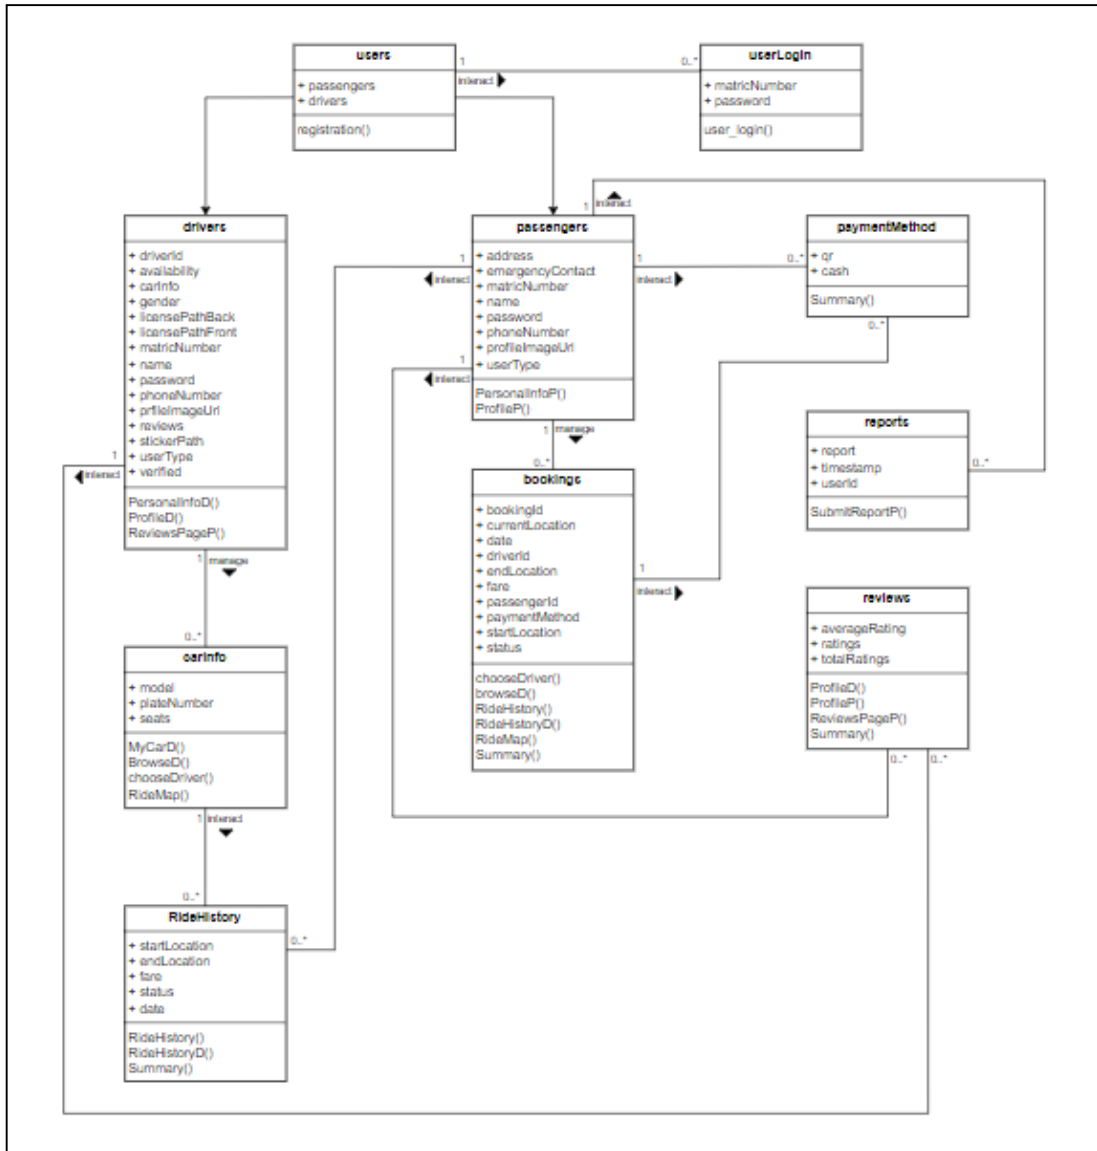 users
+ passengers
+ drivers
registration()
1
interact
0..*
userLogin
+ matricNumber
+ password
user_login()
drivers
+ driverId
+ availability
+ carInfo
+ gender
+ licensePathBack
+ licensePathFront
+ matricNumber
+ name
+ password
+ phoneNumber
+ prfileImageUrl
+ reviews
+ stickerPath
+ userType
+ verified
PersonalInfoD()
ProfileD()
ReviewsPageP()
1
interact
1 manage
0..*
1 interact
passengers
+ address
+ emergencyContact
+ matricNumber
+ name
+ password
+ phoneNumber
+ profileImageUrl
+ userType
PersonalInfoP()
ProfileP()
1
interact
1
interact
1
interact
0..*
1 manage
0..*
paymentMethod
+ qr
+ cash
Summary()
0..*
reports
+ report
+ timestamp
+ userId
SubmitReportP()
0..*
bookings
+ bookingId
+ currentLocation
+ date
+ driverId
+ endLocation
+ fare
+ passengerId
+ paymentMethod
+ startLocation
+ status
chooseDriver()
browseD()
RideHistory()
RideHistoryD()
RideMap()
Summary()
1
interact
reviews
+ averageRating
+ ratings
+ totalRatings
ProfileD()
ProfileP()
ReviewsPageP()
Summary()
0..*
0..*
carInfo
+ model
+ plateNumber
+ seats
MyCarD()
BrowseD()
chooseDriver()
RideMap()
1 interact
0..*
RideHistory
+ startLocation
+ endLocation
+ fare
+ status
+ date
RideHistory()
RideHistoryD()
Summary()
0..*